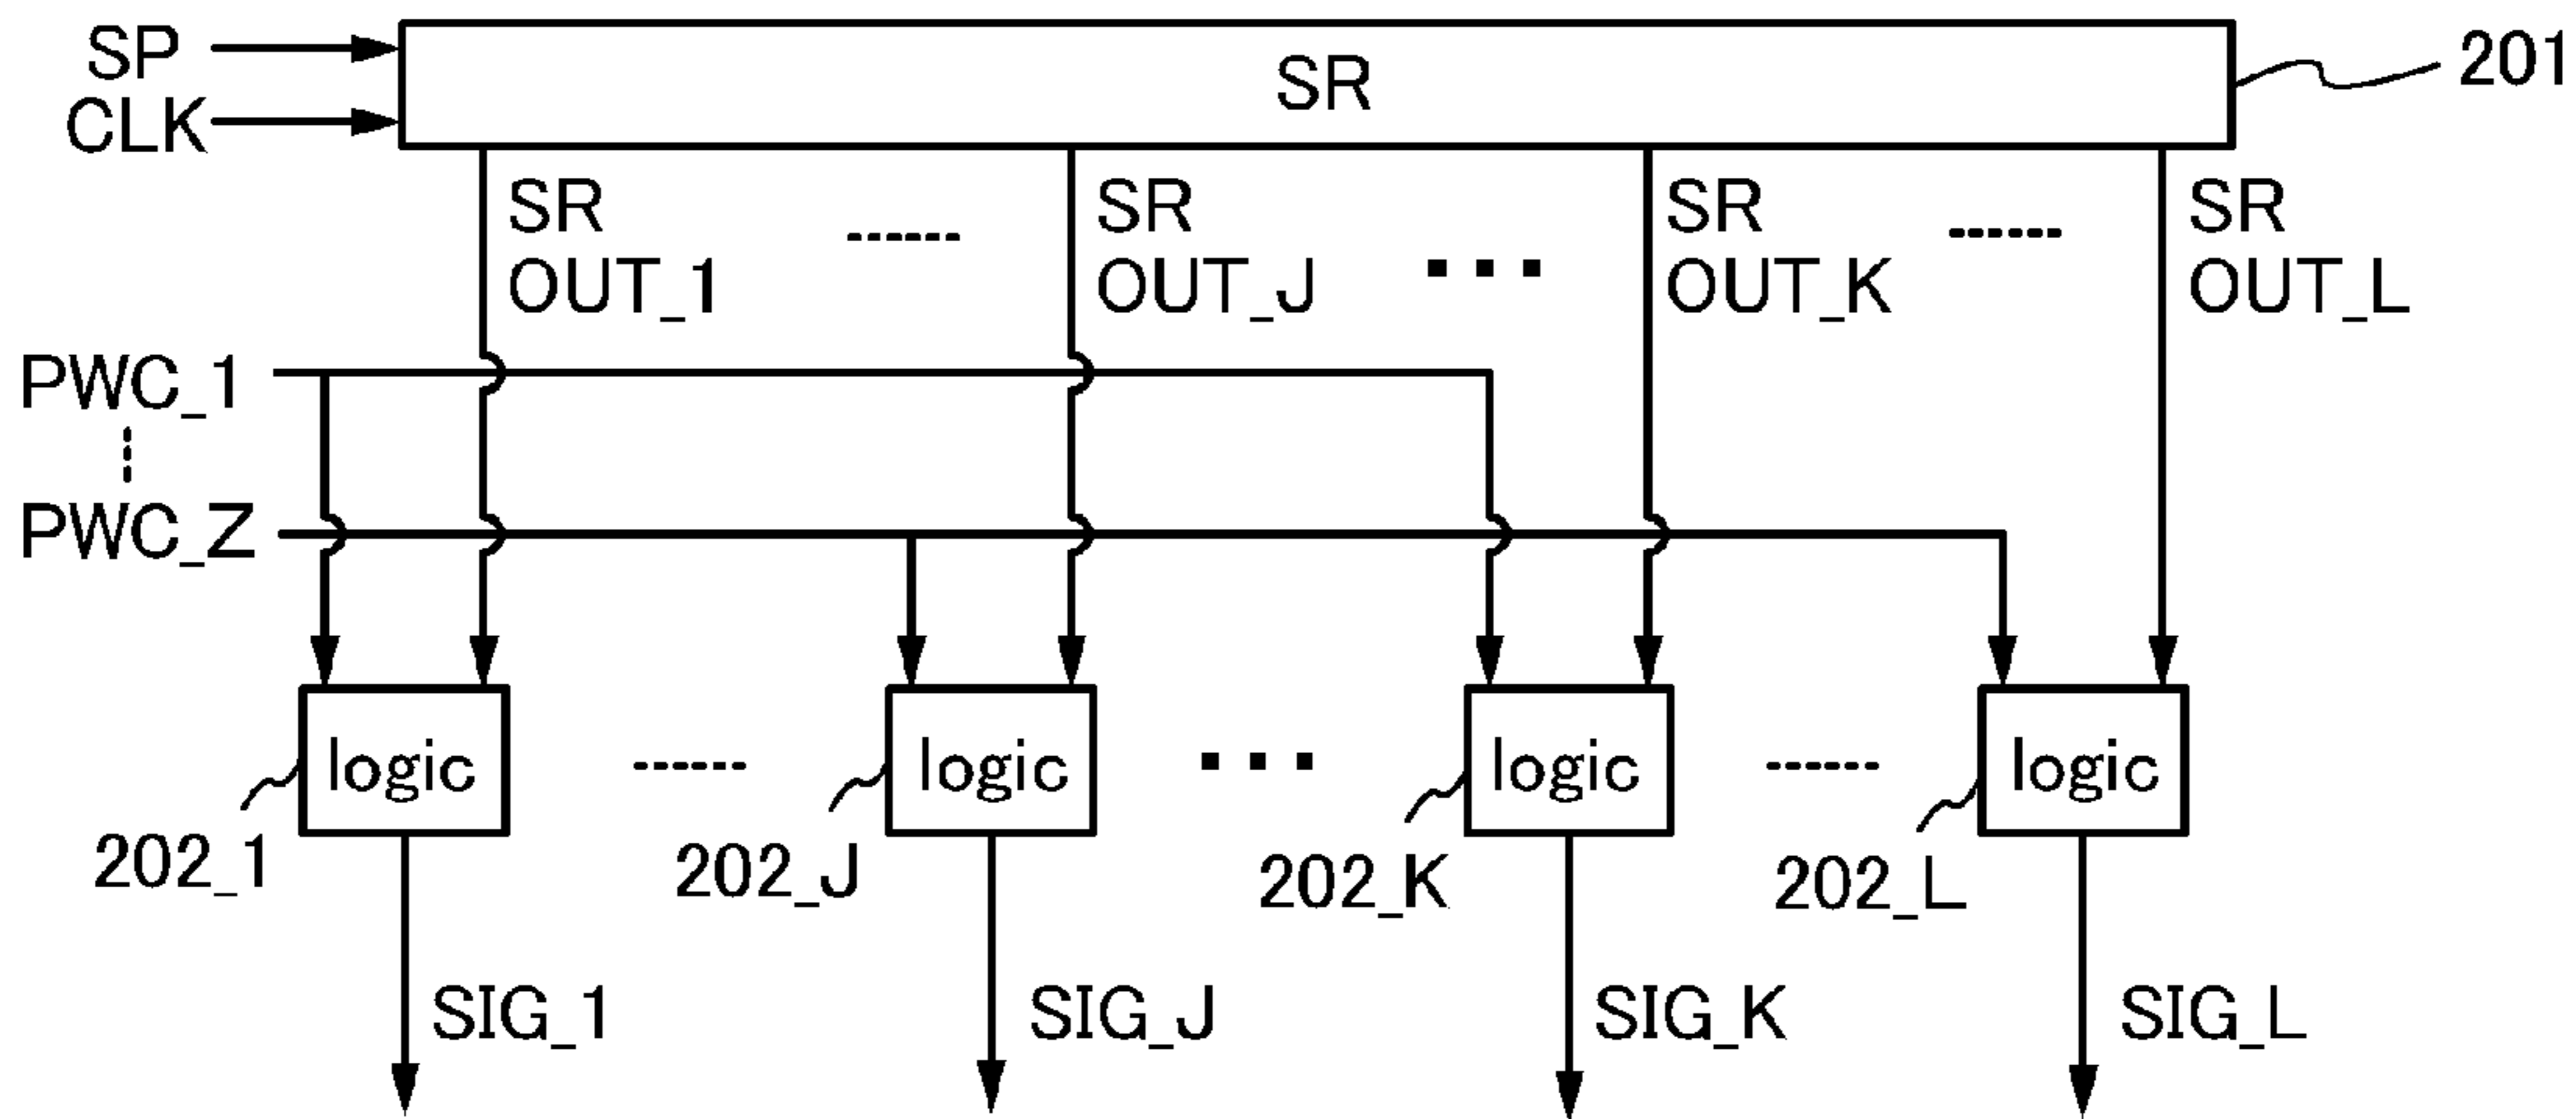 SP
CLK
SR
201
SR
OUT_1
SR
OUT_J
SR
OUT_K
SR
OUT_L
PWC_1
PWC_Z
logic
logic
logic
logic
202_1
202_J
202_K
202_L
SIG_1
SIG_J
SIG_K
SIG_L